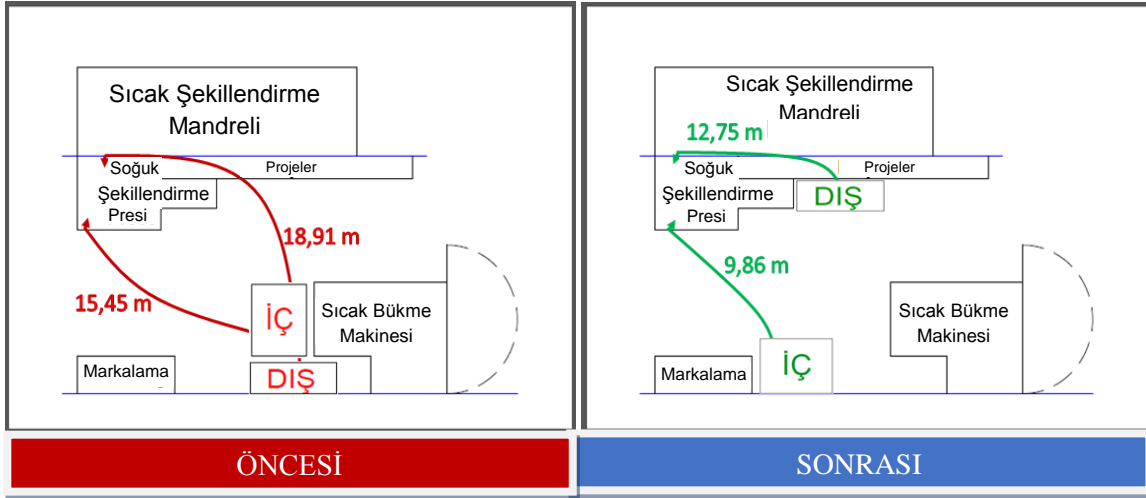 Sıcak Şekillendirme
Mandreli
Soğuk
Projeler
Şekillendirme
Presi
18,91 m
15,45 m
İÇ
Sıcak Bükme
Makinesi
Markalama
DIŞ
ÖNCESİ
Sıcak Şekillendirme
Mandreli
12,75 m
Soğuk
Projeler
Şekillendirme
DIŞ
Presi
9,86 m
Sıcak Bükme
Makinesi
Markalama
İÇ
SONRASI